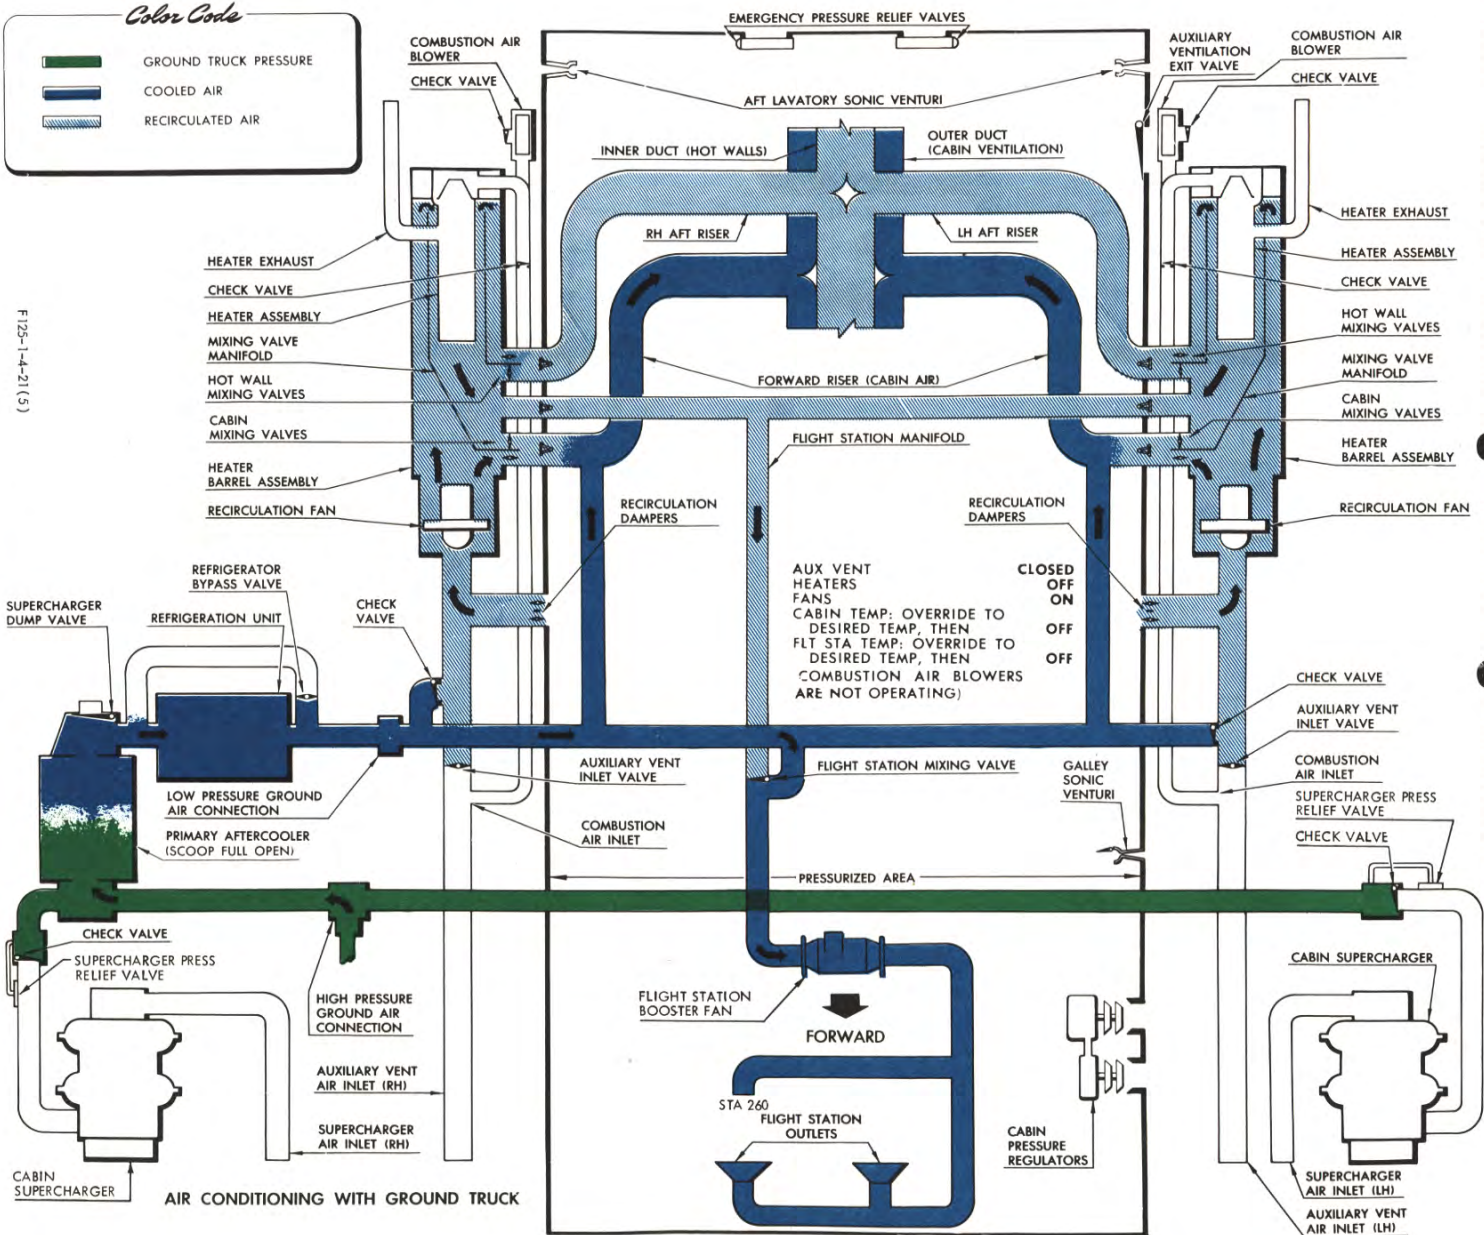 Color Code
GROUND TRUCK PRESSURE
COOLED AIR
RECIRCULATED AIR
EMERGENCY PRESSURE RELIEF VALVES
COMBUSTION AIR
BLOWER
CHECK VALVE
AUXILIARY
VENTILATION
EXIT VALVE
COMBUSTION AIR
BLOWER
CHECK VALVE
AFT LAVATORY SONIC VENTURI
INNER DUCT (HOT WALLS)
OUTER DUCT
(CABIN VENTILATION)
RH AFT RISER
LH AFT RISER
HEATER EXHAUST
CHECK VALVE
HEATER ASSEMBLY
MIXING VALVE
MANIFOLD
HOT WALL
MIXING VALVES
CABIN
MIXING VALVES
HEATER
BARREL ASSEMBLY
RECIRCULATION FAN
HEATER EXHAUST
HEATER ASSEMBLY
CHECK VALVE
HOT WALL
MIXING VALVES
MIXING VALVE
MANIFOLD
CABIN
MIXING VALVES
HEATER
BARREL ASSEMBLY
RECIRCULATION FAN
F125-1-4-21(5)
FORWARD RISER (CABIN AIR)
FLIGHT STATION MANIFOLD
RECIRCULATION
DAMPERS
RECIRCULATION
DAMPERS
AUX VENT CLOSED
HEATERS OFF
FANS ON
CABIN TEMP: OVERRIDE TO
DESIRED TEMP, THEN OFF
FLT STA TEMP: OVERRIDE TO
DESIRED TEMP, THEN OFF
(COMBUSTION AIR BLOWERS
ARE NOT OPERATING)
REFRIGERATOR
BYPASS VALVE
SUPERCHARGER
DUMP VALVE
REFRIGERATION UNIT
CHECK
VALVE
CHECK VALVE
AUXILIARY VENT
INLET VALVE
COMBUSTION
AIR INLET
SUPERCHARGER PRESS
RELIEF VALVE
CHECK VALVE
LOW PRESSURE GROUND
AIR CONNECTION
PRIMARY AFTERCOOLER
(SCOOP FULL OPEN)
AUXILIARY VENT
INLET VALVE
COMBUSTION
AIR INLET
FLIGHT STATION MIXING VALVE
GALLEY
SONIC
VENTURI
PRESSURIZED AREA
CHECK VALVE
SUPERCHARGER PRESS
RELIEF VALVE
HIGH PRESSURE
GROUND AIR
CONNECTION
FLIGHT STATION
BOOSTER FAN
FORWARD
CABIN SUPERCHARGER
AUXILIARY VENT
AIR INLET (RH)
SUPERCHARGER
AIR INLET (RH)
STA 260
FLIGHT STATION
OUTLETS
CABIN
PRESSURE
REGULATORS
CABIN
SUPERCHARGER
SUPERCHARGER
AIR INLET (LH)
AUXILIARY VENT
AIR INLET (LH)
AIR CONDITIONING WITH GROUND TRUCK